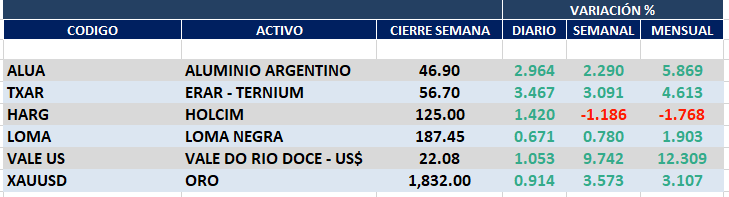 VARIACIÓN %
CODIGO ACTIVO CIERRE SEMANA DIARIO SEMANAL MENSUAL
ALUA ALUMINIO ARGENTINO 46.90 2.964 2.290 5.869
TXAR ERAR - TERNIUM 56.70 3.467 3.091 4.613
HARG HOLCIM 125.00 1.420 -1.186 -1.768
LOMA LOMA NEGRA 187.45 0.671 0.780 1.903
VALE US VALE DO RIO DOCE - US$ 22.08 1.053 9.742 12.309
XAUUSD ORO 1,832.00 0.914 3.573 3.107